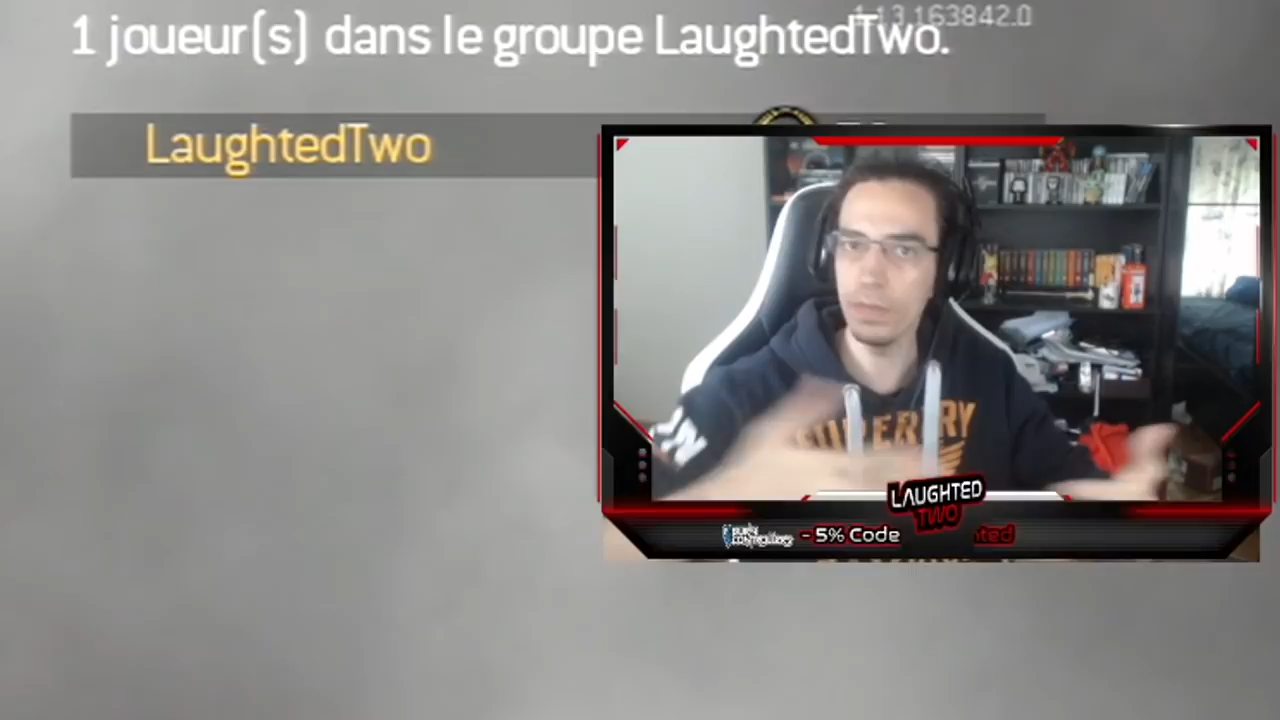 1.13.163842.0
1 joueur(s) dans le groupe LaughtedTwo.
LaughtedTwo
LAUGHTED
TWO
- 5% Code